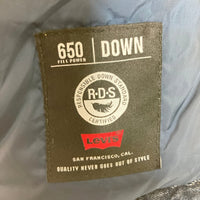 650 | DOWN
FILL POWER
RESPONSIBLE DOWN STANDARD
R·D·S
CERTIFIED
Levi's
SAN FRANCISCO, CAL.
QUALITY NEVER GOES OUT OF STYLE